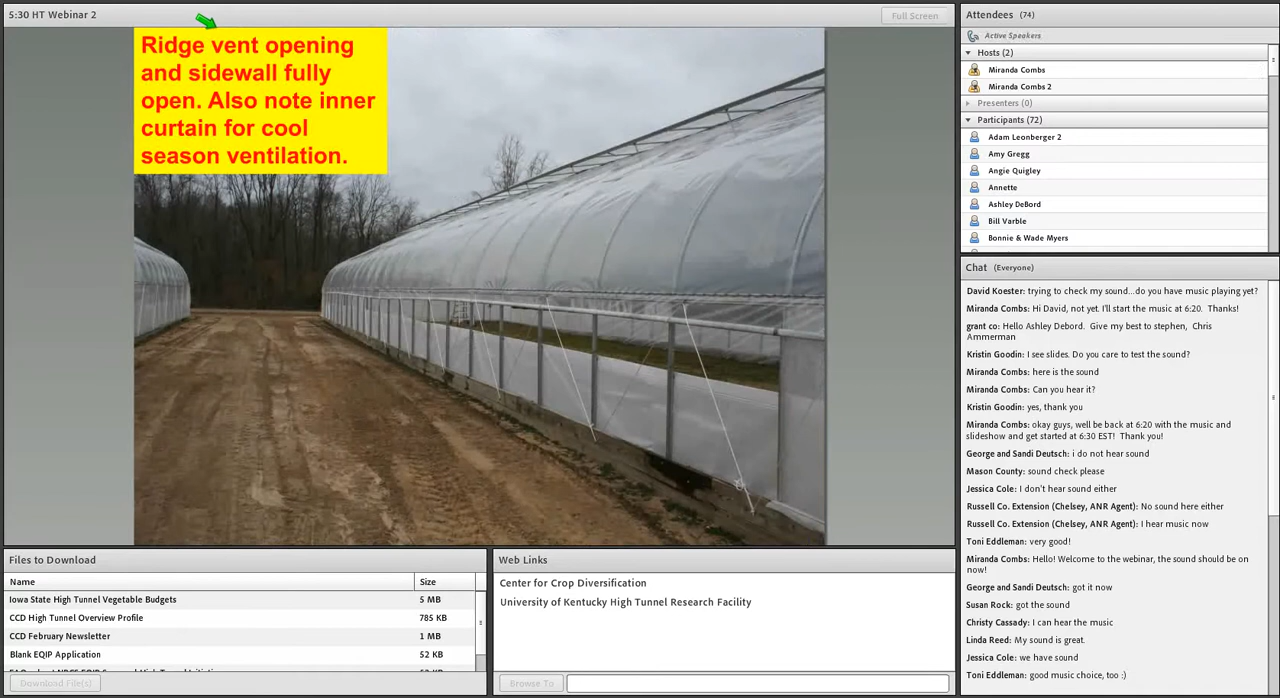 5:30 HT Webinar 2
Full Screen
Ridge vent opening
and sidewall fully
open. Also note inner
curtain for cool
season ventilation.
Files to Download
Name Size
Iowa State High Tunnel Vegetable Budgets 5 MB
CCD High Tunnel Overview Profile 785 KB
CCD February Newsletter 1 MB
Blank EQIP Application 52 KB
Download File(s)
Web Links
Center for Crop Diversification
University of Kentucky High Tunnel Research Facility
Browse To
Attendees (74)
Active Speakers
Hosts (2)
Miranda Combs
Miranda Combs 2
Presenters (0)
Participants (72)
Adam Leonberger 2
Amy Gregg
Angie Quigley
Annette
Ashley DeBord
Bill Varble
Bonnie & Wade Myers
Chat (Everyone)
David Koester: trying to check my sound...do you have music playing yet?
Miranda Combs: Hi David, not yet. I'll start the music at 6:20. Thanks!
grant co: Hello Ashley Debord. Give my best to stephen, Chris
Ammerman
Kristin Goodin: I see slides. Do you care to test the sound?
Miranda Combs: here is the sound
Miranda Combs: Can you hear it?
Kristin Goodin: yes, thank you
Miranda Combs: okay guys, well be back at 6:20 with the music and
slideshow and get started at 6:30 EST! Thank you!
George and Sandi Deutsch: i do not hear sound
Mason County: sound check please
Jessica Cole: I don't hear sound either
Russell Co. Extension (Chelsey, ANR Agent): No sound here either
Russell Co. Extension (Chelsey, ANR Agent): I hear music now
Toni Eddleman: very good!
Miranda Combs: Hello! Welcome to the webinar, the sound should be on
now!
George and Sandi Deutsch: got it now
Susan Rock: got the sound
Christy Cassady: I can hear the music
Linda Reed: My sound is great.
Jessica Cole: we have sound
Toni Eddleman: good music choice, too :)